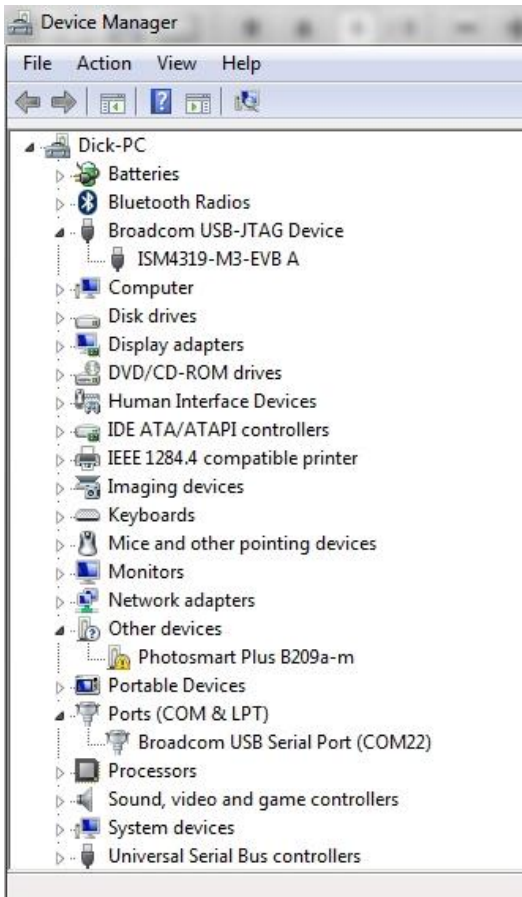 Device Manager
File Action View Help
Dick-PC
Batteries
Bluetooth Radios
Broadcom USB-JTAG Device
ISM4319-M3-EVB A
Computer
Disk drives
Display adapters
DVD/CD-ROM drives
Human Interface Devices
IDE ATA/ATAPI controllers
IEEE 1284.4 compatible printer
Imaging devices
Keyboards
Mice and other pointing devices
Monitors
Network adapters
Other devices
Photosmart Plus B209a-m
Portable Devices
Ports (COM & LPT)
Broadcom USB Serial Port (COM22)
Processors
Sound, video and game controllers
System devices
Universal Serial Bus controllers